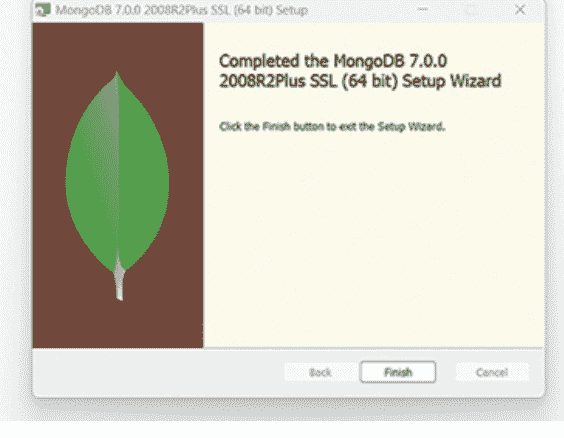 MongoDB 7.0.0 2008R2Plus SSL (64 bit) Setup
Completed the MongoDB 7.0.0
2008R2Plus SSL (64 bit) Setup Wizard
Click the Finish button to exit the Setup Wizard.
Back Finish Cancel